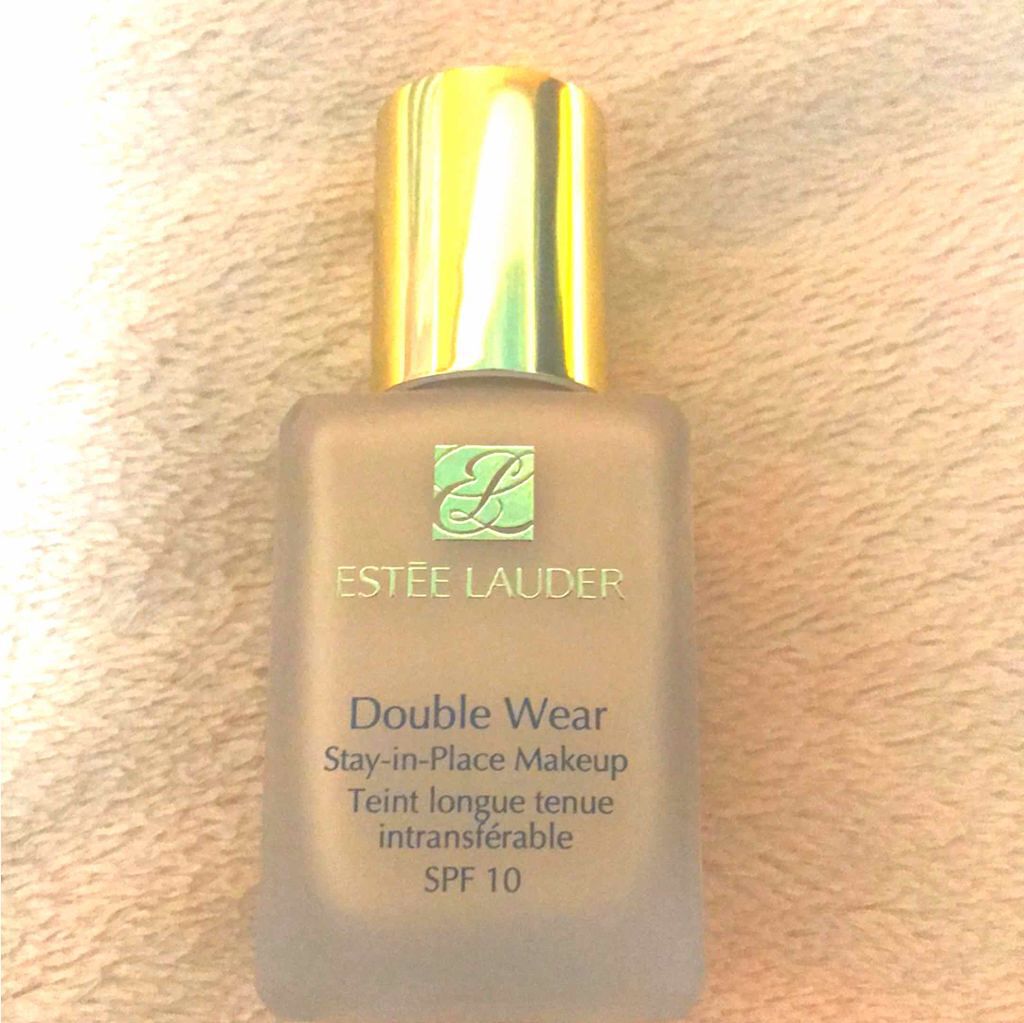 ESTĒE LAUDER
Double Wear
Stay-in-Place Makeup
Teint longue tenue
intransférable
SPF 10